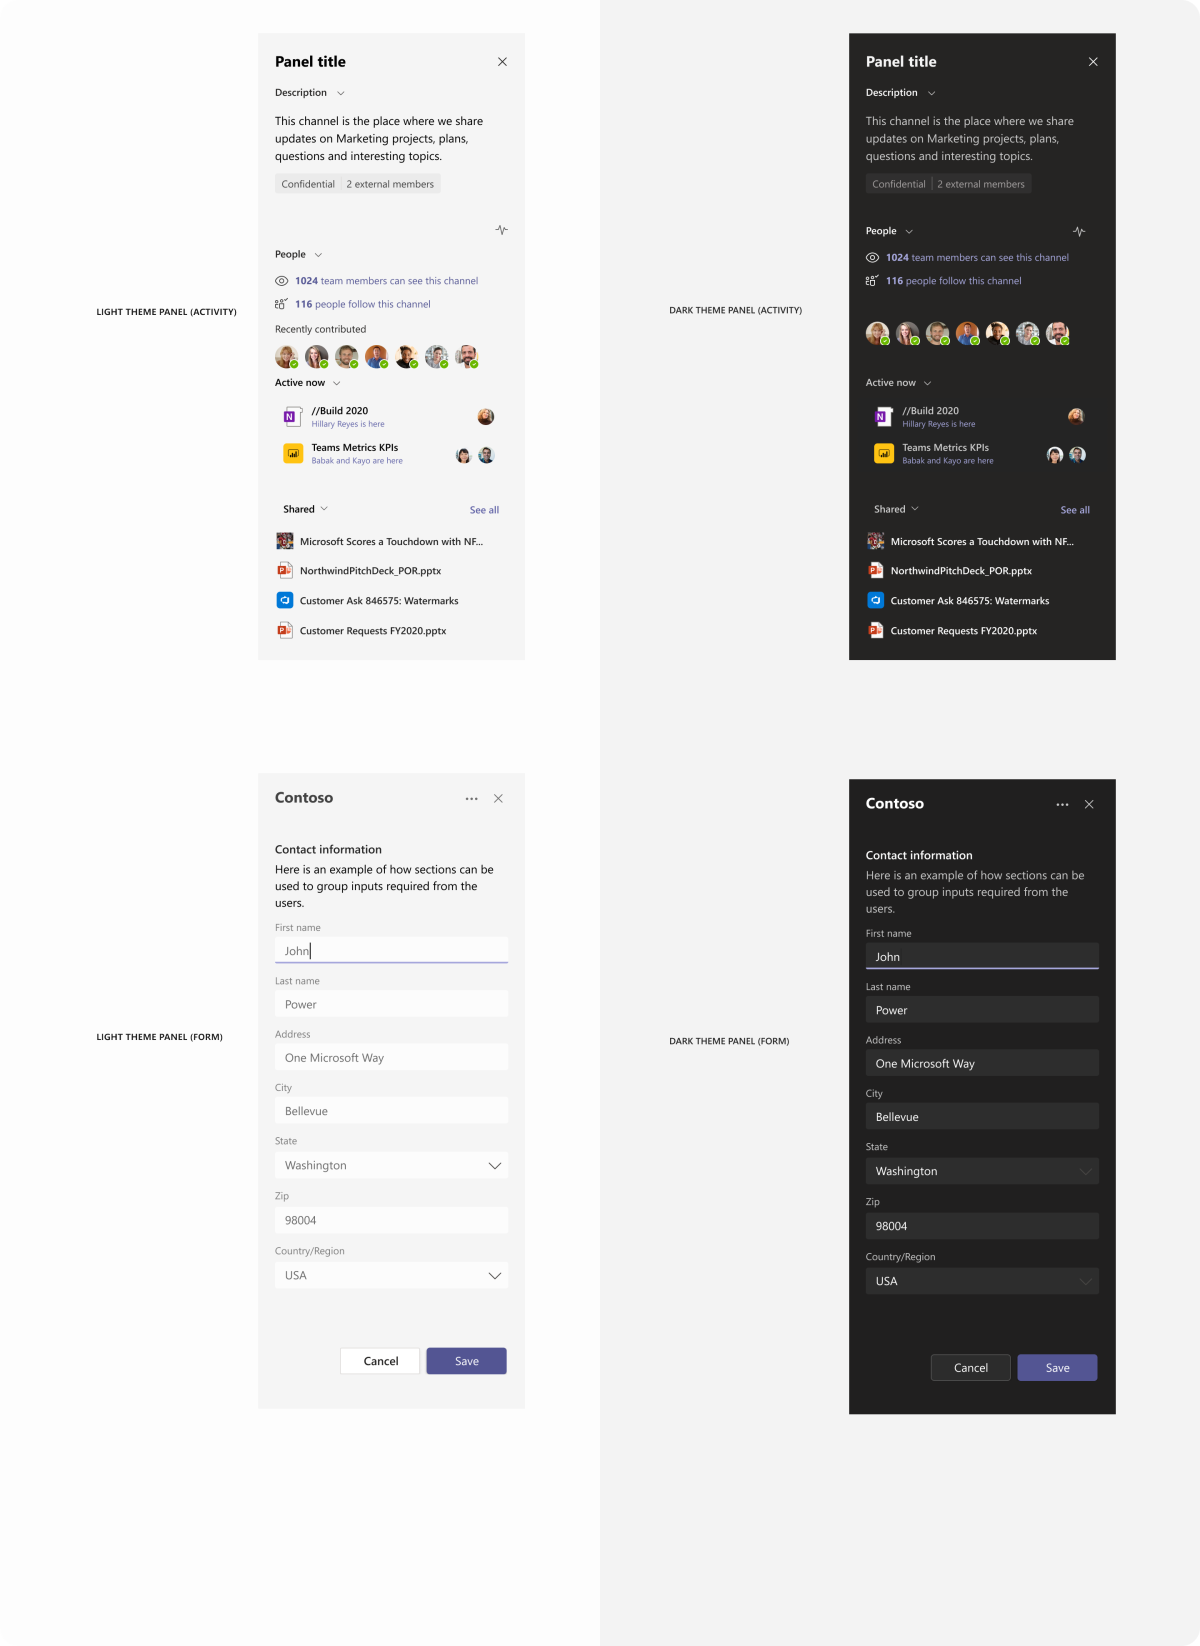 LIGHT THEME PANEL (ACTIVITY)
Panel title
Description
This channel is the place where we share
updates on Marketing projects, plans,
questions and interesting topics.
Confidential
2 external members
People
1024 team members can see this channel
116 people follow this channel
Recently contributed
Active now
//Build 2020
Hillary Reyes is here
Teams Metrics KPIs
Babak and Kayo are here
Shared
See all
Microsoft Scores a Touchdown with NF...
NorthwindPitchDeck_POR.pptx
Customer Ask 846575: Watermarks
Customer Requests FY2020.pptx
DARK THEME PANEL (ACTIVITY)
Panel title
Description
This channel is the place where we share
updates on Marketing projects, plans,
questions and interesting topics.
Confidential
2 external members
People
1024 team members can see this channel
116 people follow this channel
Active now
//Build 2020
Hillary Reyes is here
Teams Metrics KPIs
Babak and Kayo are here
Shared
See all
Microsoft Scores a Touchdown with NF...
NorthwindPitchDeck_POR.pptx
Customer Ask 846575: Watermarks
Customer Requests FY2020.pptx
LIGHT THEME PANEL (FORM)
Contoso
Contact information
Here is an example of how sections can be
used to group inputs required from the
users.
First name
John
Last name
Power
Address
One Microsoft Way
City
Bellevue
State
Washington
Zip
98004
Country/Region
USA
Cancel
Save
DARK THEME PANEL (FORM)
Contoso
Contact information
Here is an example of how sections can be
used to group inputs required from the
users.
First name
John
Last name
Power
Address
One Microsoft Way
City
Bellevue
State
Washington
Zip
98004
Country/Region
USA
Cancel
Save